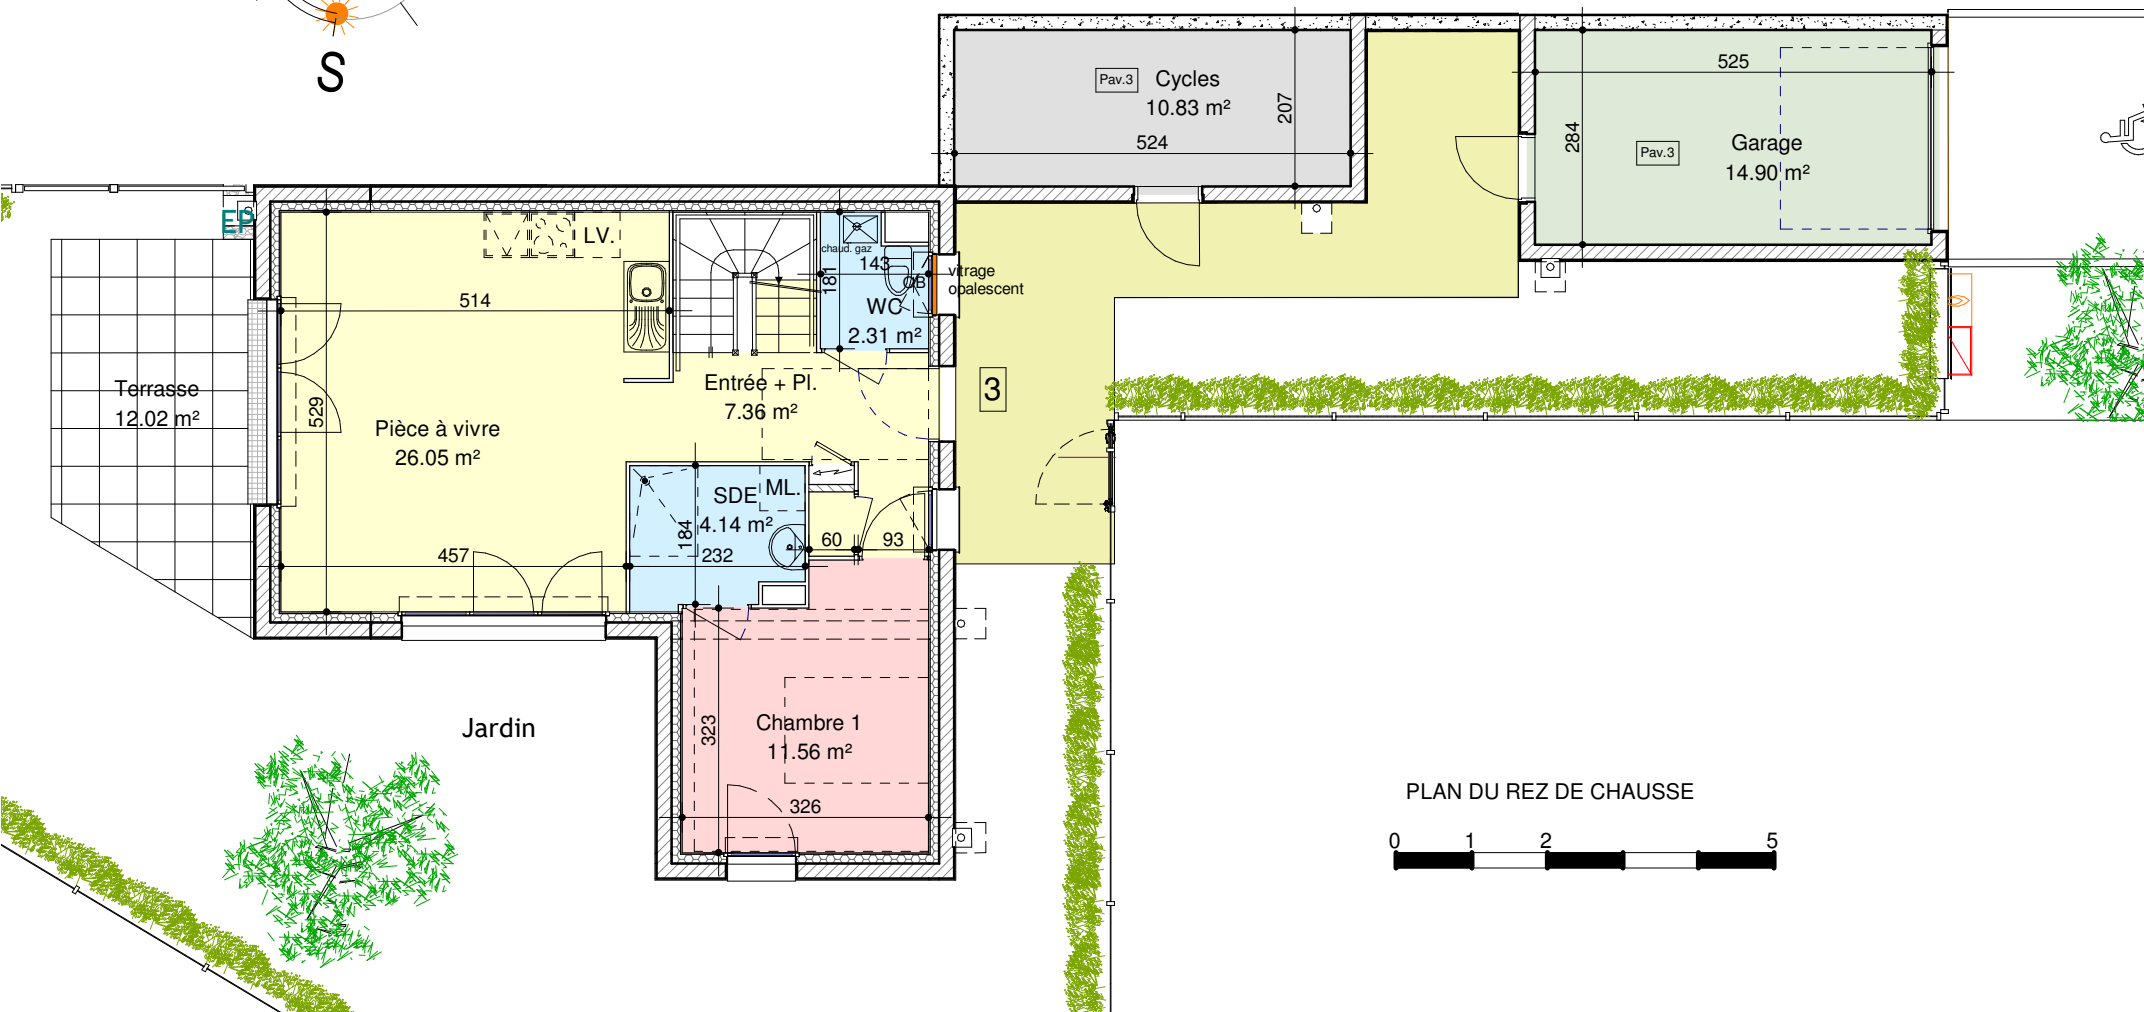 S
Pav.3
Cycles
10.83 m²
207
524
525
284
Pav.3
Garage
14.90 m²
EP
LV.
chaud. gaz
143
181
OB
vitrage
opalescent
WC
2.31 m²
514
Terrasse
12.02 m²
529
Entrée + Pl.
7.36 m²
3
Pièce à vivre
26.05 m²
SDE
ML.
4.14 m²
184
232
60
93
457
Jardin
Chambre 1
11.56 m²
323
326
PLAN DU REZ DE CHAUSSE
0 1 2 5